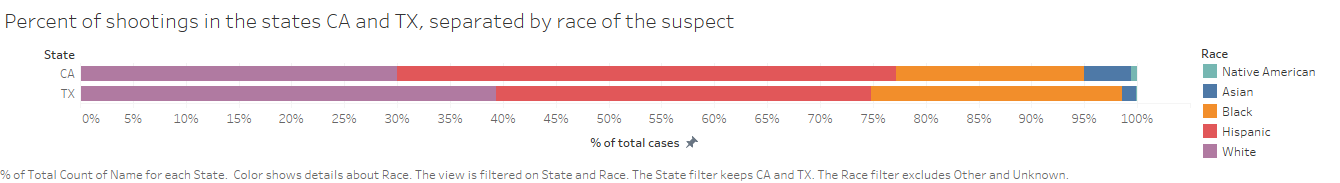 Percent of shootings in the states CA and TX, separated by race of the suspect
State
CA
TX
0% 5% 10% 15% 20% 25% 30% 35% 40% 45% 50% 55% 60% 65% 70% 75% 80% 85% 90% 95% 100%
% of total cases
Race
Native American
Asian
Black
Hispanic
White
% of Total Count of Name for each State. Color shows details about Race. The view is filtered on State and Race. The State filter keeps CA and TX. The Race filter excludes Other and Unknown.